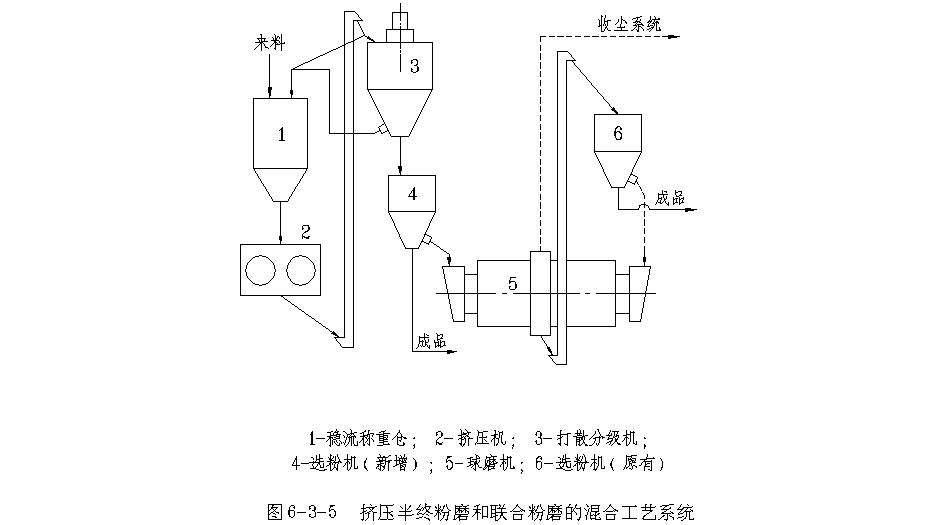 收尘系统
来料
3
1
6
4
成品
2
5
成品
1-稳流称重仓；2-挤压机；3-打散分级机；
4-选粉机(新增)；5-球磨机；6-选粉机(原有)
图6-3-5 挤压半终粉磨和联合粉磨的混合工艺系统